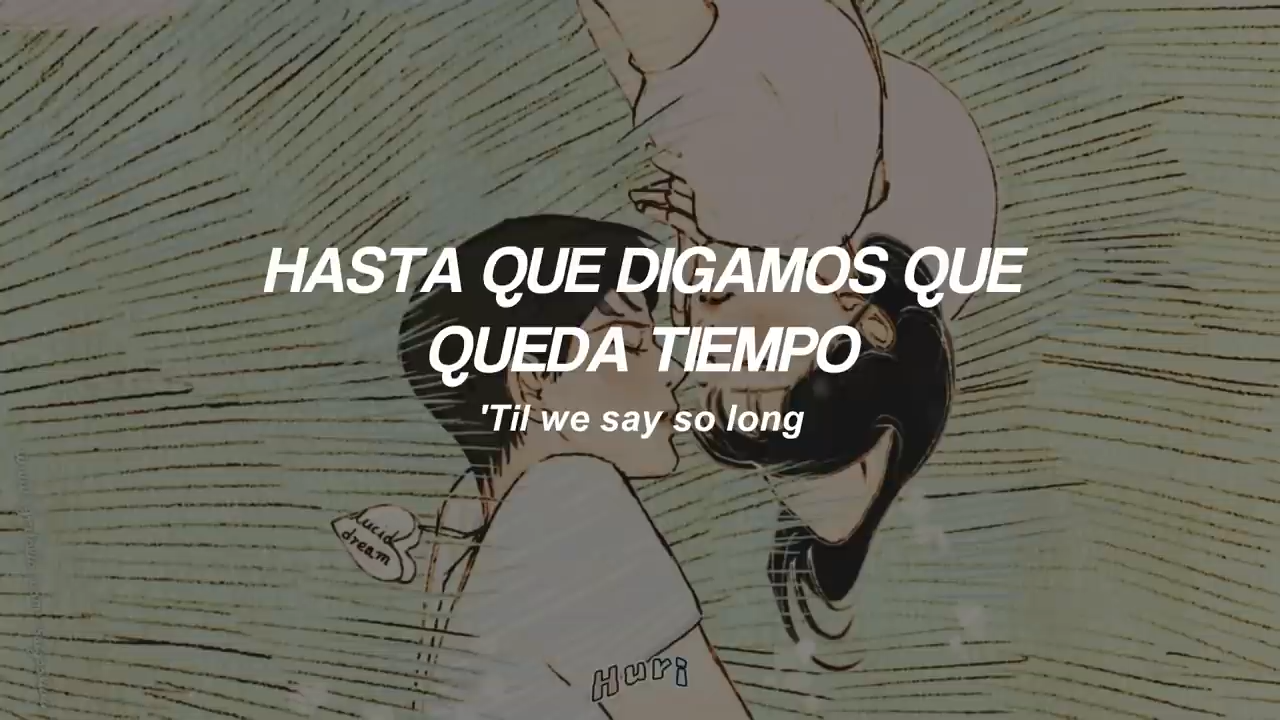 HASTA QUE DIGAMOS QUE
QUEDA TIEMPO
'Til we say so long
lucid
dream
Huri